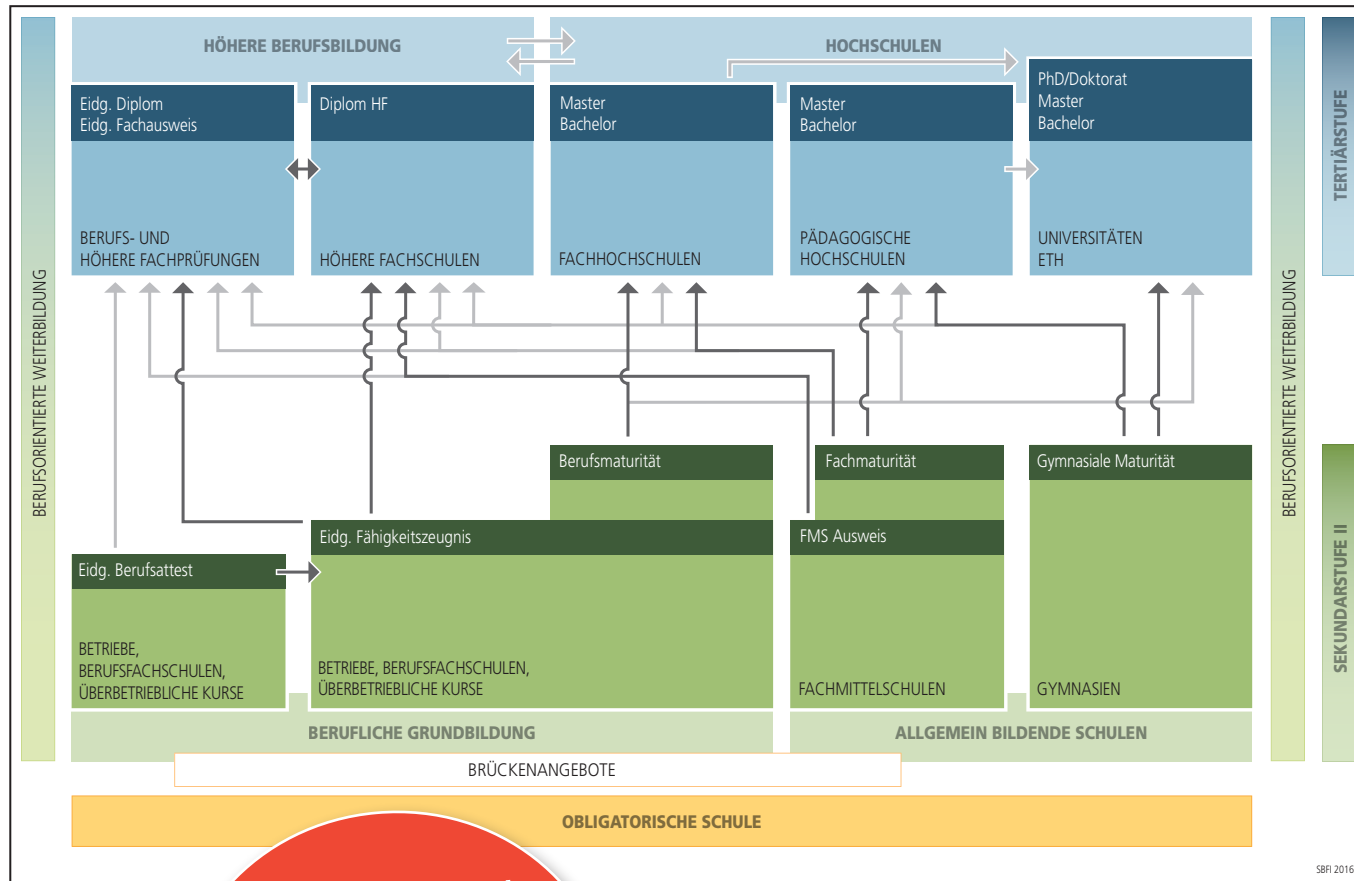 HÖHERE BERUFSBILDUNG
HOCHSCHULEN
Eidg. Diplom
Eidg. Fachausweis
Diplom HF
Master
Bachelor
Master
Bachelor
PhD/Doktorat
Master
Bachelor
BERUFS- UND
HÖHERE FACHPRÜFUNGEN
HÖHERE FACHSCHULEN
FACHHOCHSCHULEN
PÄDAGOGISCHE
HOCHSCHULEN
UNIVERSITÄTEN
ETH
BERUFSORIENTIERTE WEITERBILDUNG
BERUFSORIENTIERTE WEITERBILDUNG
TERTIÄRSTUFE
Berufsmaturität
Fachmaturität
Gymnasiale Maturität
Eidg. Fähigkeitszeugnis
FMS Ausweis
Eidg. Berufsattest
SEKUNDARSTUFE II
BETRIEBE,
BERUFSFACHSCHULEN,
ÜBERBETRIEBLICHE KURSE
BETRIEBE, BERUFSFACHSCHULEN,
ÜBERBETRIEBLICHE KURSE
FACHMITTELSCHULEN
GYMNASIEN
BERUFLICHE GRUNDBILDUNG
ALLGEMEIN BILDENDE SCHULEN
BRÜCKENANGEBOTE
OBLIGATORISCHE SCHULE
SBFI 2016